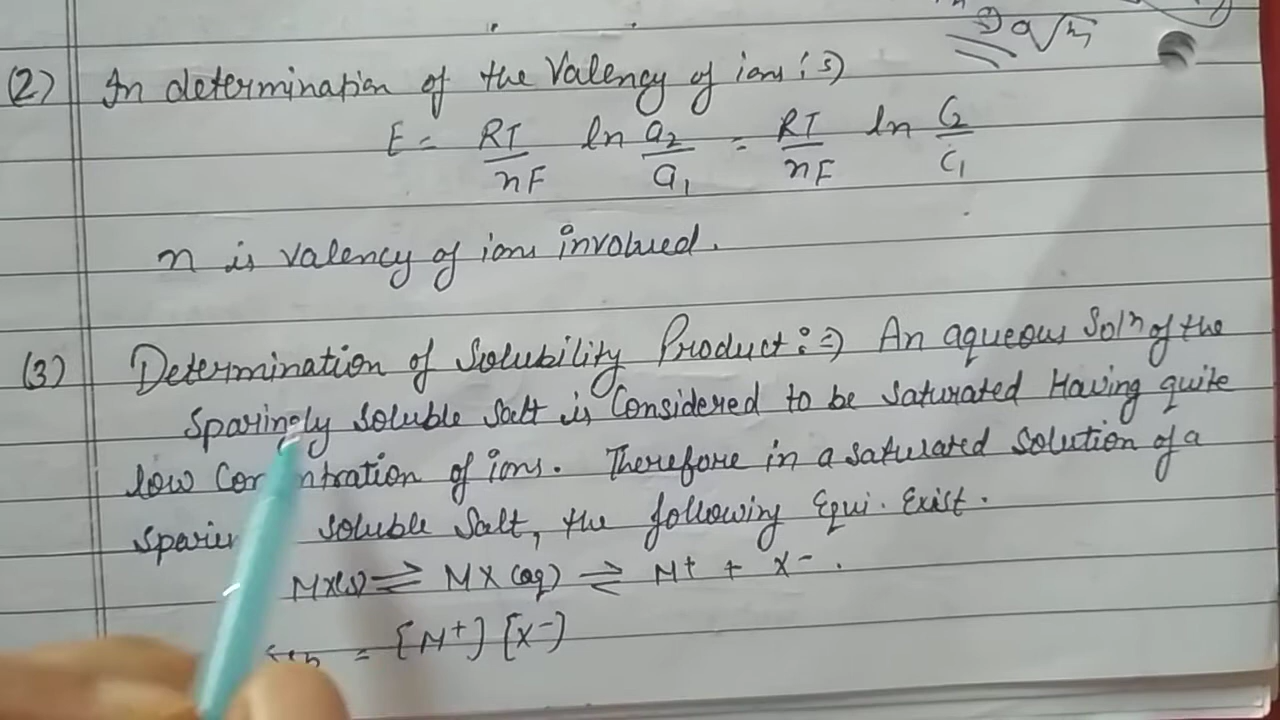 (2) In determination of the Valency of ions :⇒)
E = RT/nF ln a2/a1 = RT/nF ln C2/C1
n is valency of ions involved.
(3) Determination of Solubility Product :⇒) An aqueous Solⁿ of the
Sparingly soluble Salt is Considered to be saturated Having quite
low of ions. Therefore in a saturated solution of a
soluble Salt, the following Equi. Exist.
MX(s) ⇌ MX(aq) ⇌ M+ + X- .
= [M+] [X-]